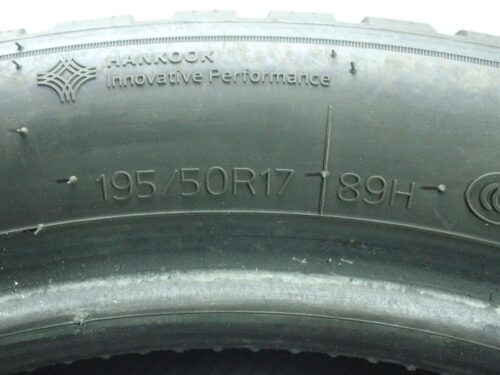 HANKOOK
Innovative Performance
195/50R17 89H